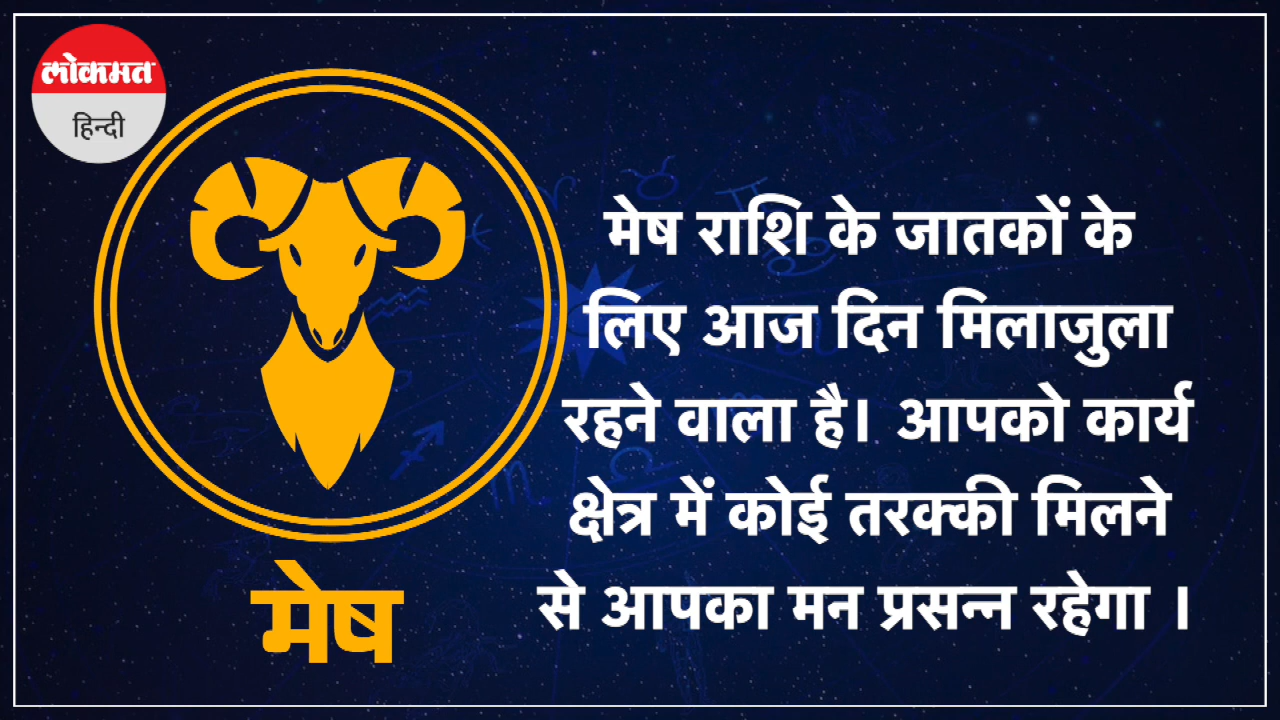 लोकमत
हिन्दी
मेष राशि के जातकों के
लिए आज दिन मिलाजुला
रहने वाला है। आपको कार्य
क्षेत्र में कोई तरक्की मिलने
से आपका मन प्रसन्न रहेगा ।
मेष